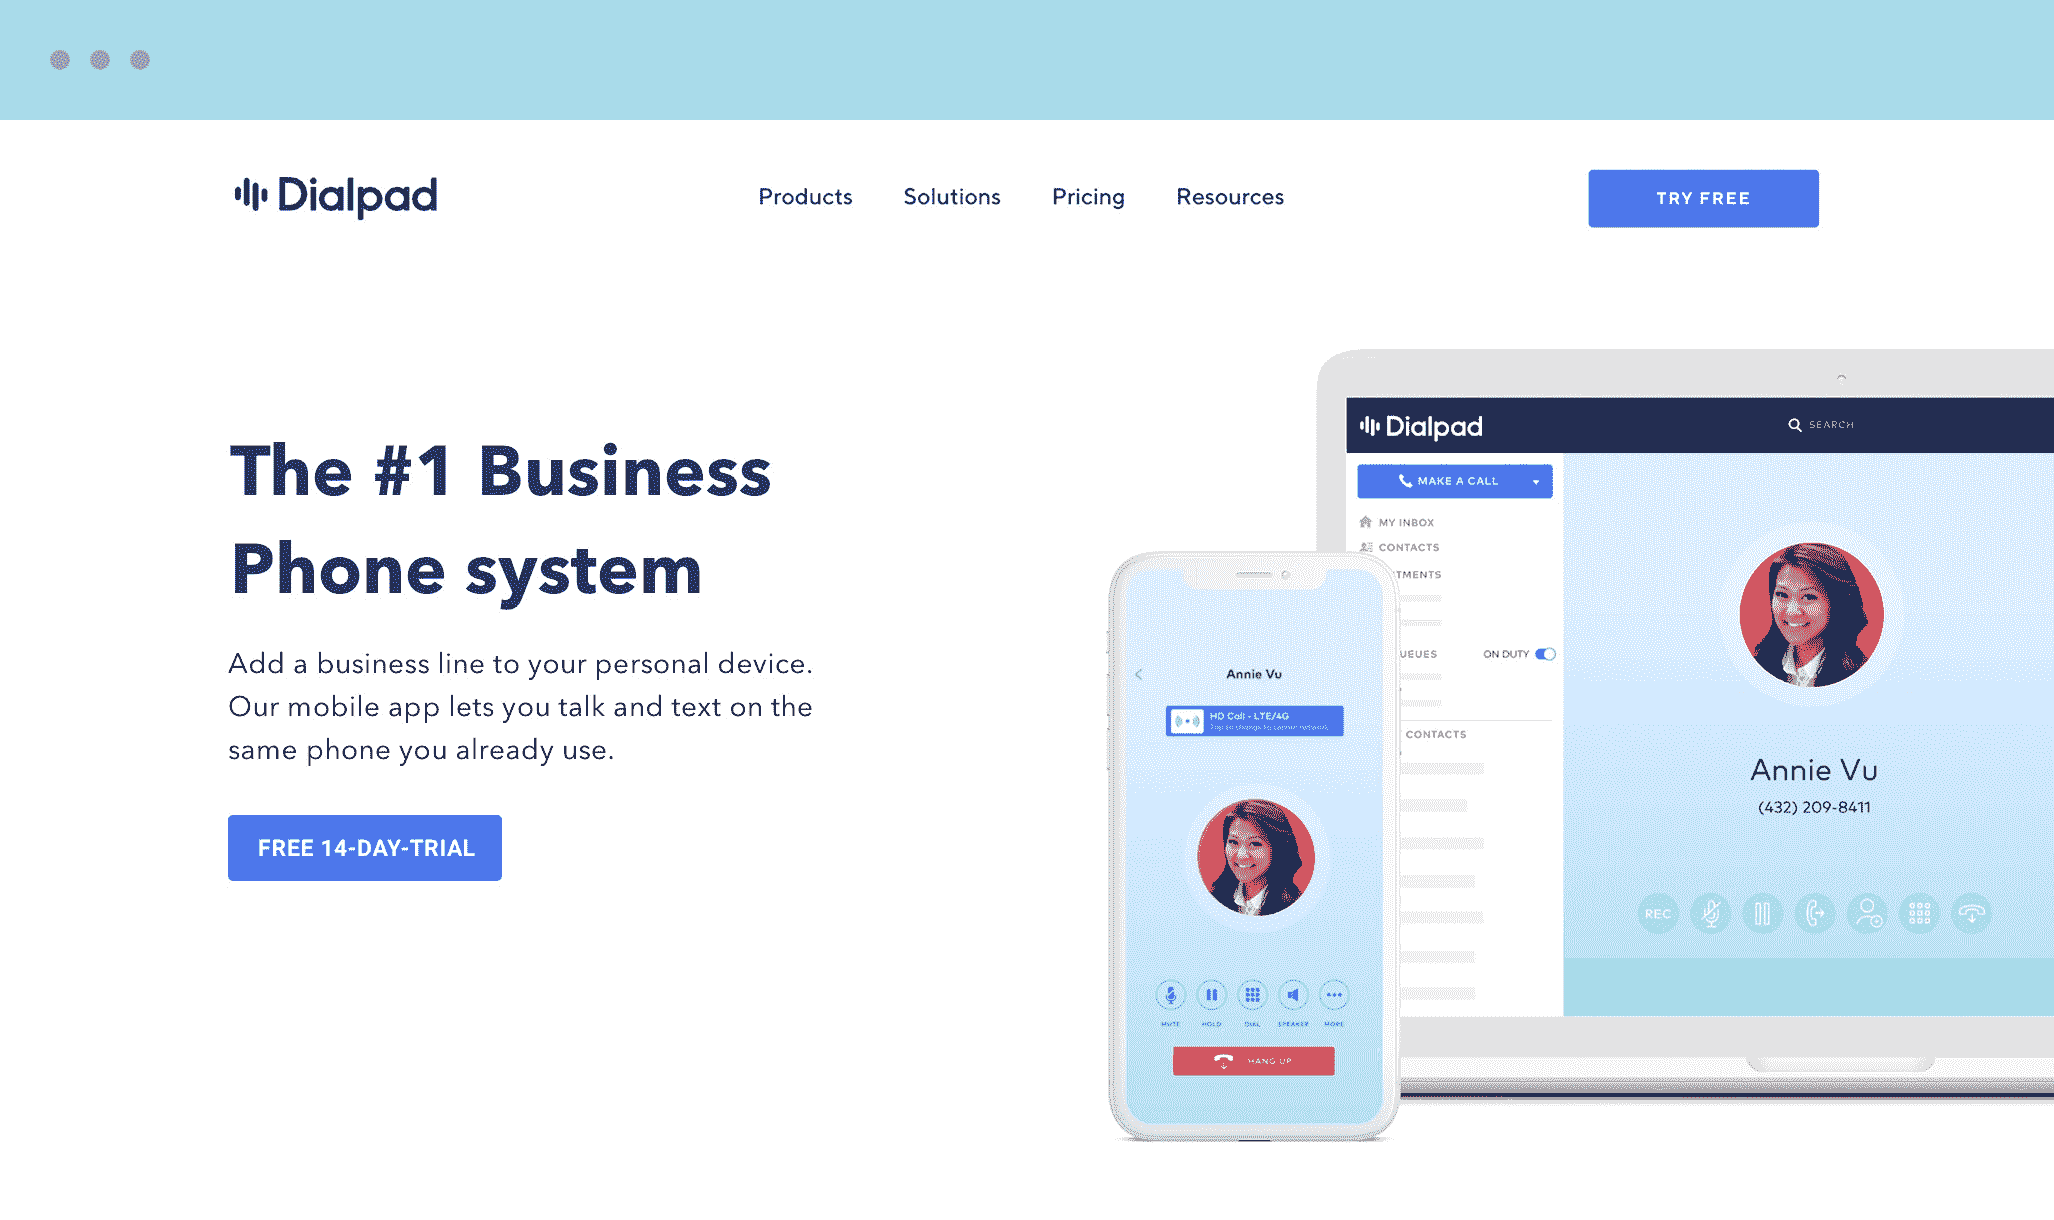 Dialpad
Products
Solutions
Pricing
Resources
TRY FREE
The #1 Business
Phone system
Add a business line to your personal device.
Our mobile app lets you talk and text on the
same phone you already use.
FREE 14-DAY-TRIAL
Dialpad
SEARCH
MAKE A CALL
MY INBOX
CONTACTS
TMENTS
UEUES
ON DUTY
CONTACTS
Annie Vu
(432) 209-8411
REC
Annie Vu
HD Call - LTE/4G
MUTE
HOLD
DIAL
SPEAKER
MORE
HANG UP